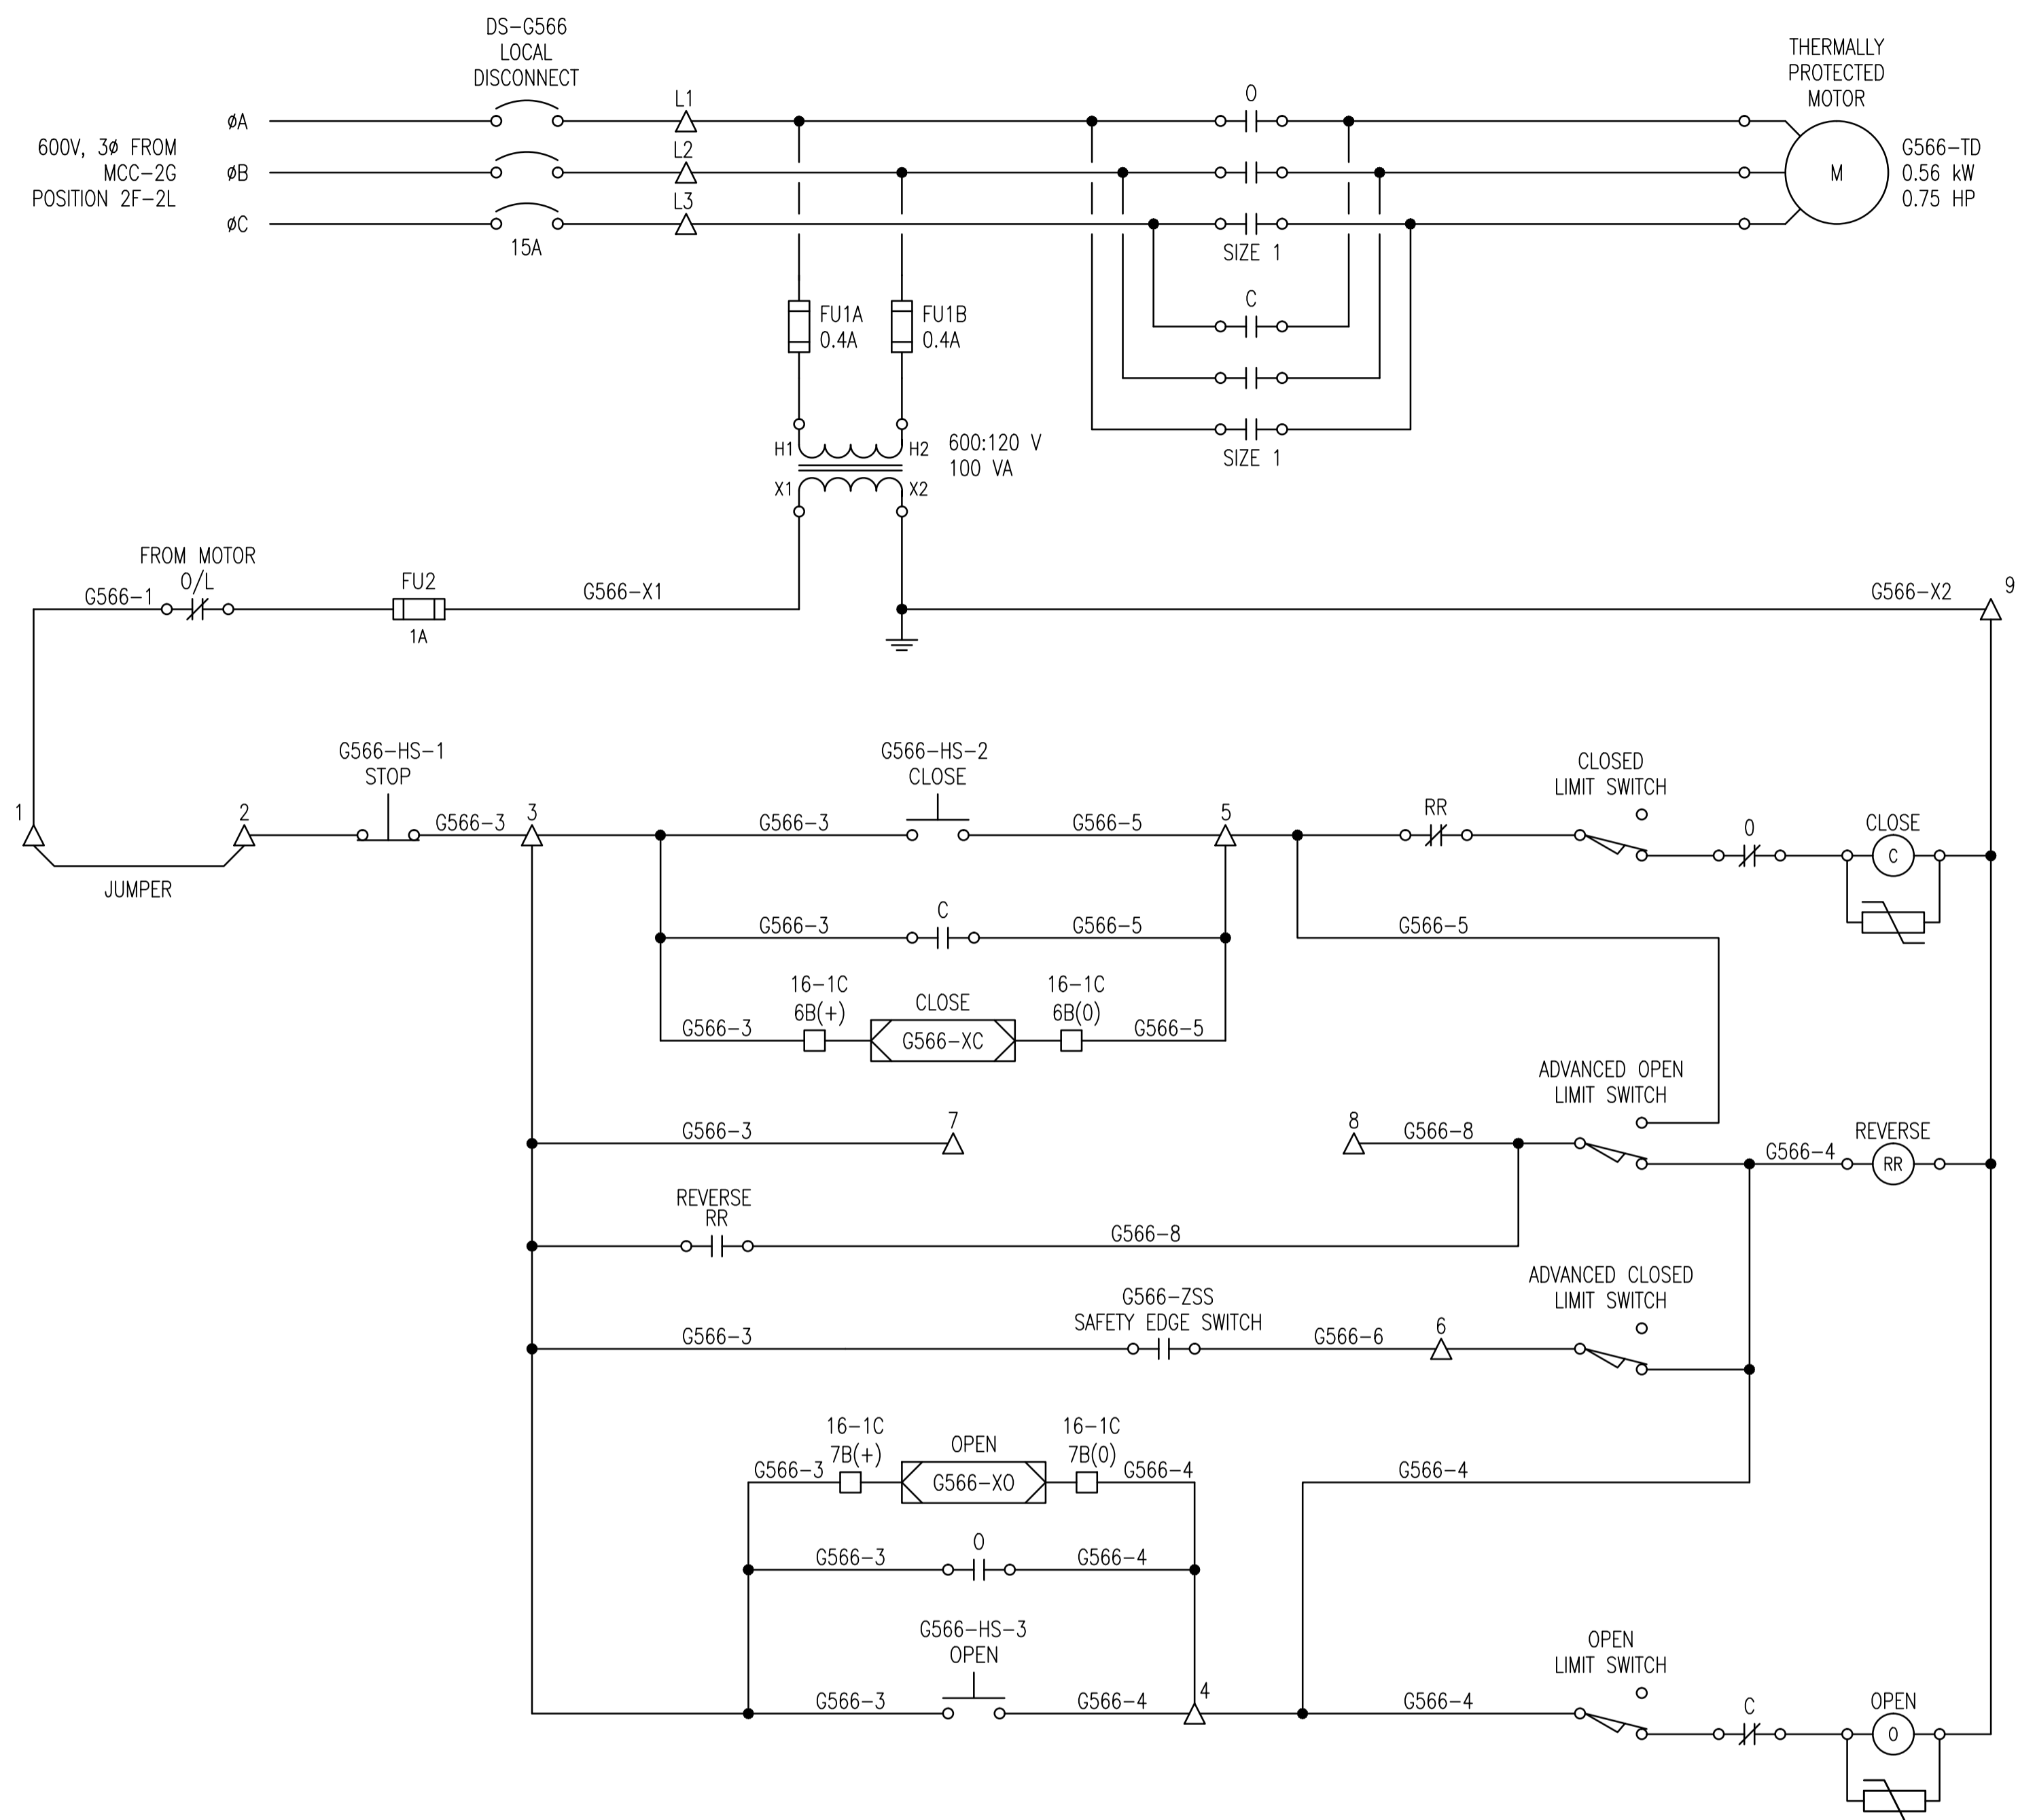 DS-G566
LOCAL
DISCONNECT
THERMALLY
PROTECTED
MOTOR
L1
O
øA
600V, 3ø FROM
MCC-2G
POSITION 2F-2L
L2
øB
M
G566-TD
0.56 kW
0.75 HP
L3
øC
15A
SIZE 1
C
FU1A
0.4A
FU1B
0.4A
H1
H2
600:120 V
100 VA
SIZE 1
X1
X2
FROM MOTOR
O/L
G566-1
FU2
1A
G566-X1
G566-X2
9
G566-HS-1
STOP
G566-HS-2
CLOSE
CLOSED
LIMIT SWITCH
1
2
G566-3
3
G566-3
G566-5
5
RR
O
CLOSE
C
JUMPER
C
G566-3
G566-5
G566-5
16-1C
6B(+)
CLOSE
16-1C
6B(0)
G566-3
G566-XC
G566-5
ADVANCED OPEN
LIMIT SWITCH
G566-3
7
8
G566-8
G566-4
REVERSE
RR
REVERSE
RR
G566-8
ADVANCED CLOSED
LIMIT SWITCH
G566-ZSS
SAFETY EDGE SWITCH
G566-3
G566-6
6
16-1C
7B(+)
OPEN
16-1C
7B(0)
G566-3
G566-XO
G566-4
G566-4
O
G566-3
G566-4
G566-HS-3
OPEN
OPEN
LIMIT SWITCH
G566-3
G566-4
4
G566-4
C
OPEN
O